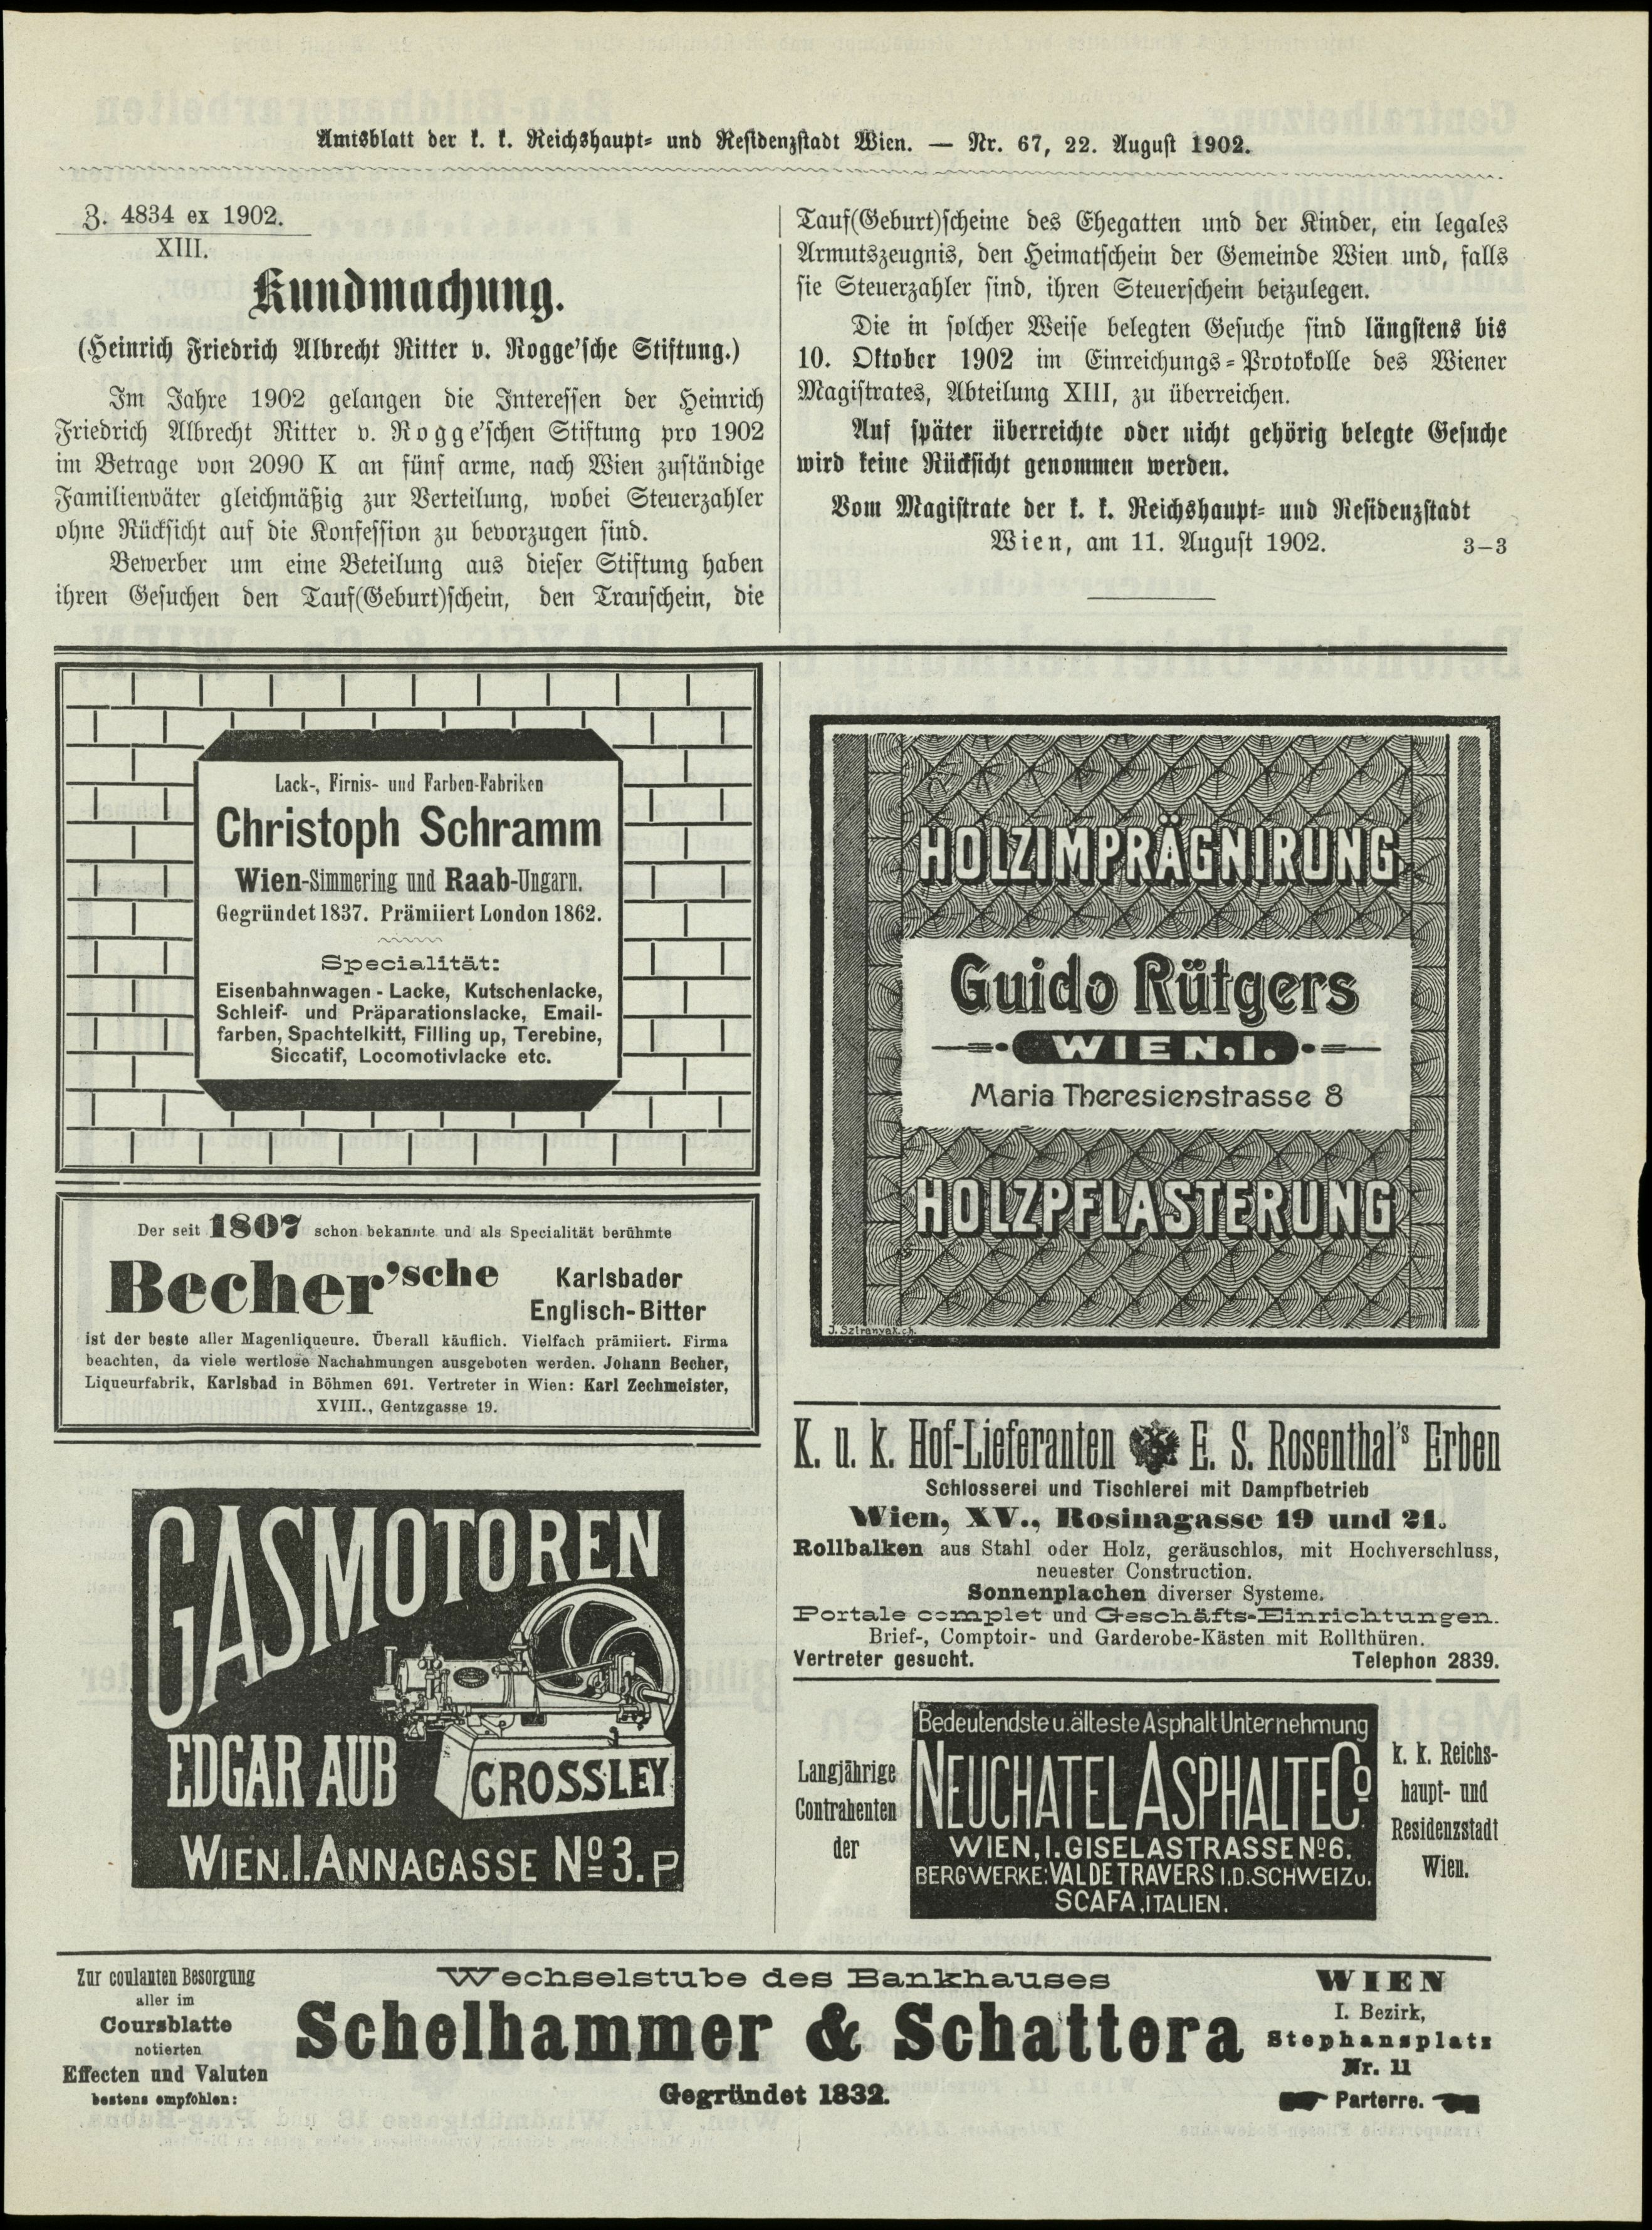 Amtsblatt der k. k. Reichshaupt- und Residenzstadt Wien. — Nr. 67, 22. August 1902.
Z. 4834 ex 1902.
XIII.
Kundmachung.
(Heinrich Friedrich Albrecht Ritter v. Rogge'sche Stiftung.)
Im Jahre 1902 gelangen die Interessen der Heinrich
Friedrich Albrecht Ritter v. Rogge'schen Stiftung pro 1902
im Betrage von 2090 K an fünf arme, nach Wien zuständige
Familienväter gleichmäßig zur Verteilung, wobei Steuerzahler
ohne Rücksicht auf die Konfession zu bevorzugen sind.
Bewerber um eine Beteilung aus dieser Stiftung haben
ihren Gesuchen den Tauf(Geburt)schein, den Trauschein, die
Tauf(Geburt)scheine des Ehegatten und der Kinder, ein legales
Armutszeugnis, den Heimatschein der Gemeinde Wien und, falls
sie Steuerzahler sind, ihren Steuerschein beizulegen.
Die in solcher Weise belegten Gesuche sind längstens bis
10. Oktober 1902 im Einreichungs-Protokolle des Wiener
Magistrates, Abteilung XIII, zu überreichen.
Auf später überreichte oder nicht gehörig belegte Gesuche
wird keine Rücksicht genommen werden.
Vom Magistrate der k. k. Reichshaupt- und Residenzstadt
Wien, am 11. August 1902. 3—3
Lack-, Firnis- und Farben-Fabriken
Christoph Schramm
Wien-Simmering und Raab-Ungarn.
Gegründet 1837. Prämiiert London 1862.
Specialität:
Eisenbahnwagen-Lacke, Kutschenlacke,
Schleif- und Präparationslacke, Email-
farben, Spachtelkitt, Filling up, Terebine,
Siccatif, Locomotivlacke etc.
Der seit 1807 schon bekannte und als Specialität berühmte
Becher'sche Karlsbader
Englisch-Bitter
ist der beste aller Magenliqueure. Überall käuflich. Vielfach prämiiert. Firma
beachten, da viele wertlose Nachahmungen ausgeboten werden. Johann Becher,
Liqueurfabrik, Karlsbad in Böhmen 691. Vertreter in Wien: Karl Zechmeister,
XVIII., Gentzgasse 19.
GASMOTOREN
EDGAR AUB
CROSSLEY
WIEN.I.ANNAGASSE No 3. P
HOLZIMPRÄGNIRUNG
Guido Rütgers
WIEN.I.
Maria Theresienstrasse 8
HOLZPFLASTERUNG
J. Sziranyak.ch.
K. u. k. Hof-Lieferanten E. S. Rosenthal's Erben
Schlosserei und Tischlerei mit Dampfbetrieb
Wien, XV., Rosinagasse 19 und 21.
Rollbalken aus Stahl oder Holz, geräuschlos, mit Hochverschluss,
neuester Construction.
Sonnenplachen diverser Systeme.
Portale complet und Geschäfts-Einrichtungen.
Brief-, Comptoir- und Garderobe-Kästen mit Rollthüren.
Vertreter gesucht. Telephon 2839.
Langjährige
Contrahenten
der
Bedeutendste u. älteste Asphalt Unternehmung
NEUCHATEL ASPHALTE Co.
WIEN, I. GISELASTRASSE No 6.
BERGWERKE: VAL DE TRAVERS I.D. SCHWEIZ u.
SCAFA, ITALIEN.
k. k. Reichs-
haupt- und
Residenzstadt
Wien.
Zur coulanten Besorgung
aller im
Coursblatte
notierten
Effecten und Valuten
bestens empfohlen:
Wechselstube des Bankhauses
Schelhammer & Schattera
Gegründet 1832.
WIEN
I. Bezirk,
Stephansplatz
Nr. 11
Parterre.